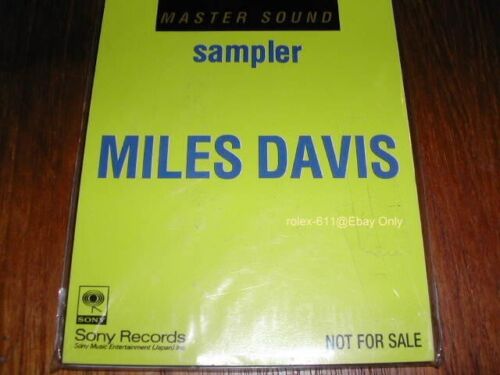 MASTER SOUND
sampler
MILES DAVIS
rolex-611@Ebay Only
SONY
Sony Records
Sony Music Entertainment (Japan) Inc.
NOT FOR SALE